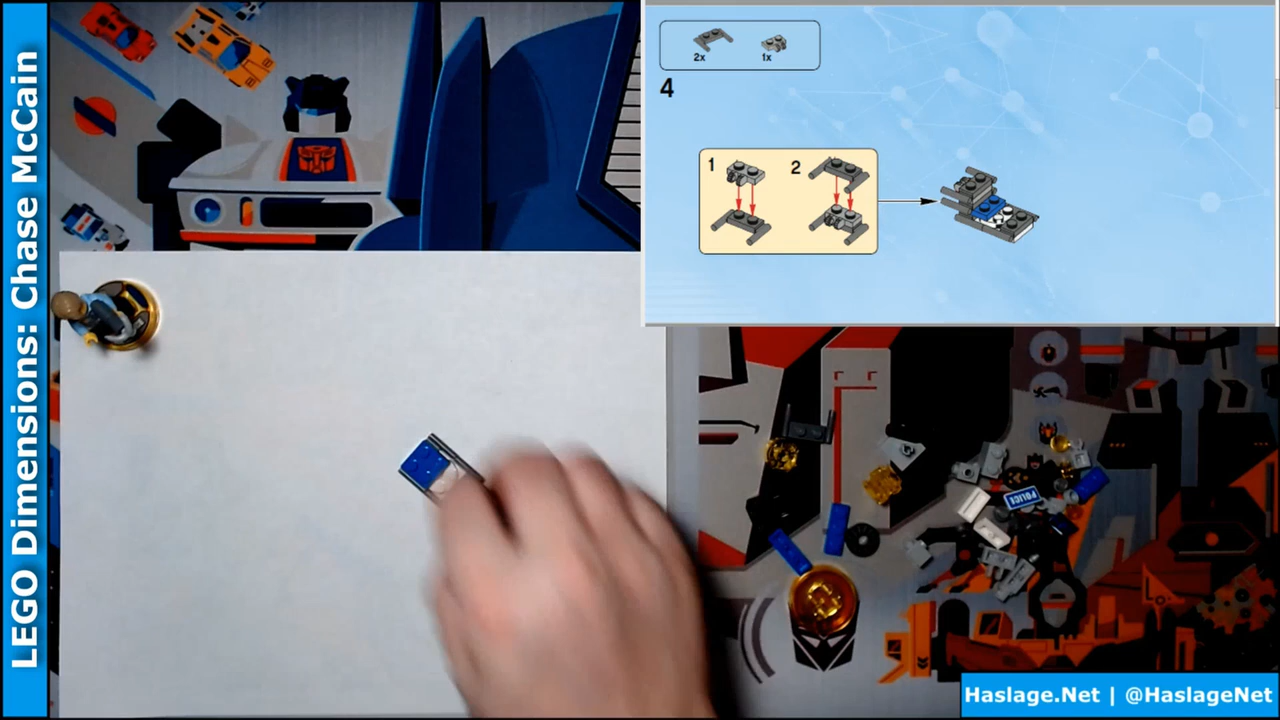 LEGO Dimensions: Chase McCain
2x 1x
4
1 2
POLICE
Haslage.Net | @HaslageNet